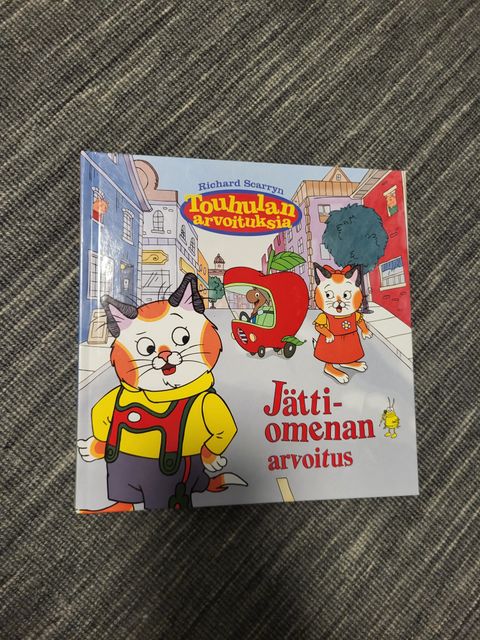 Richard Scarryn
Touhulan
arvoituksia
Jätti-
omenan
arvoitus